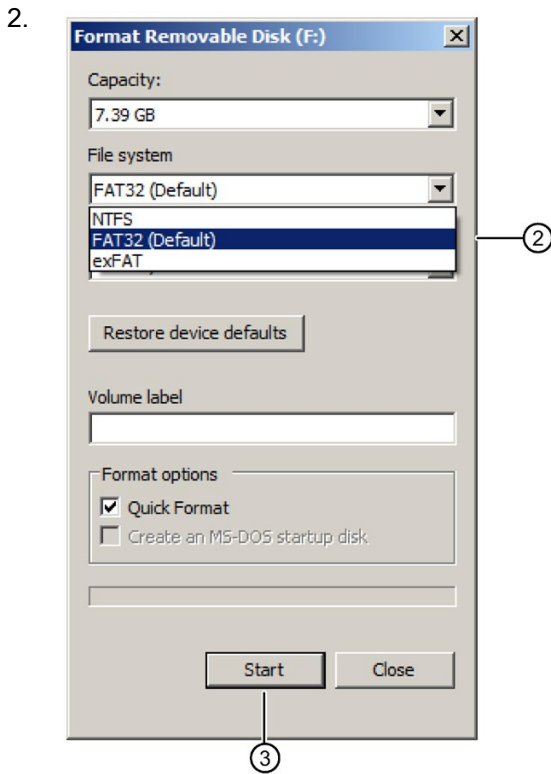 2.
Format Removable Disk (F:)
Capacity:
7.39 GB
File system
FAT32 (Default)
NTFS
FAT32 (Default)
exFAT
②
Restore device defaults
Volume label
Format options
Quick Format
Create an MS-DOS startup disk
Start Close
③